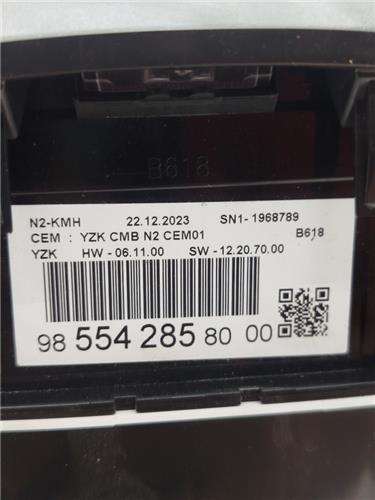 B618
N2-KMH 22.12.2023 SN1- 1968789
CEM : YZK CMB N2 CEM01 B618
YZK HW - 06.11.00 SW - 12.20.70.00
98 554 285 80 00